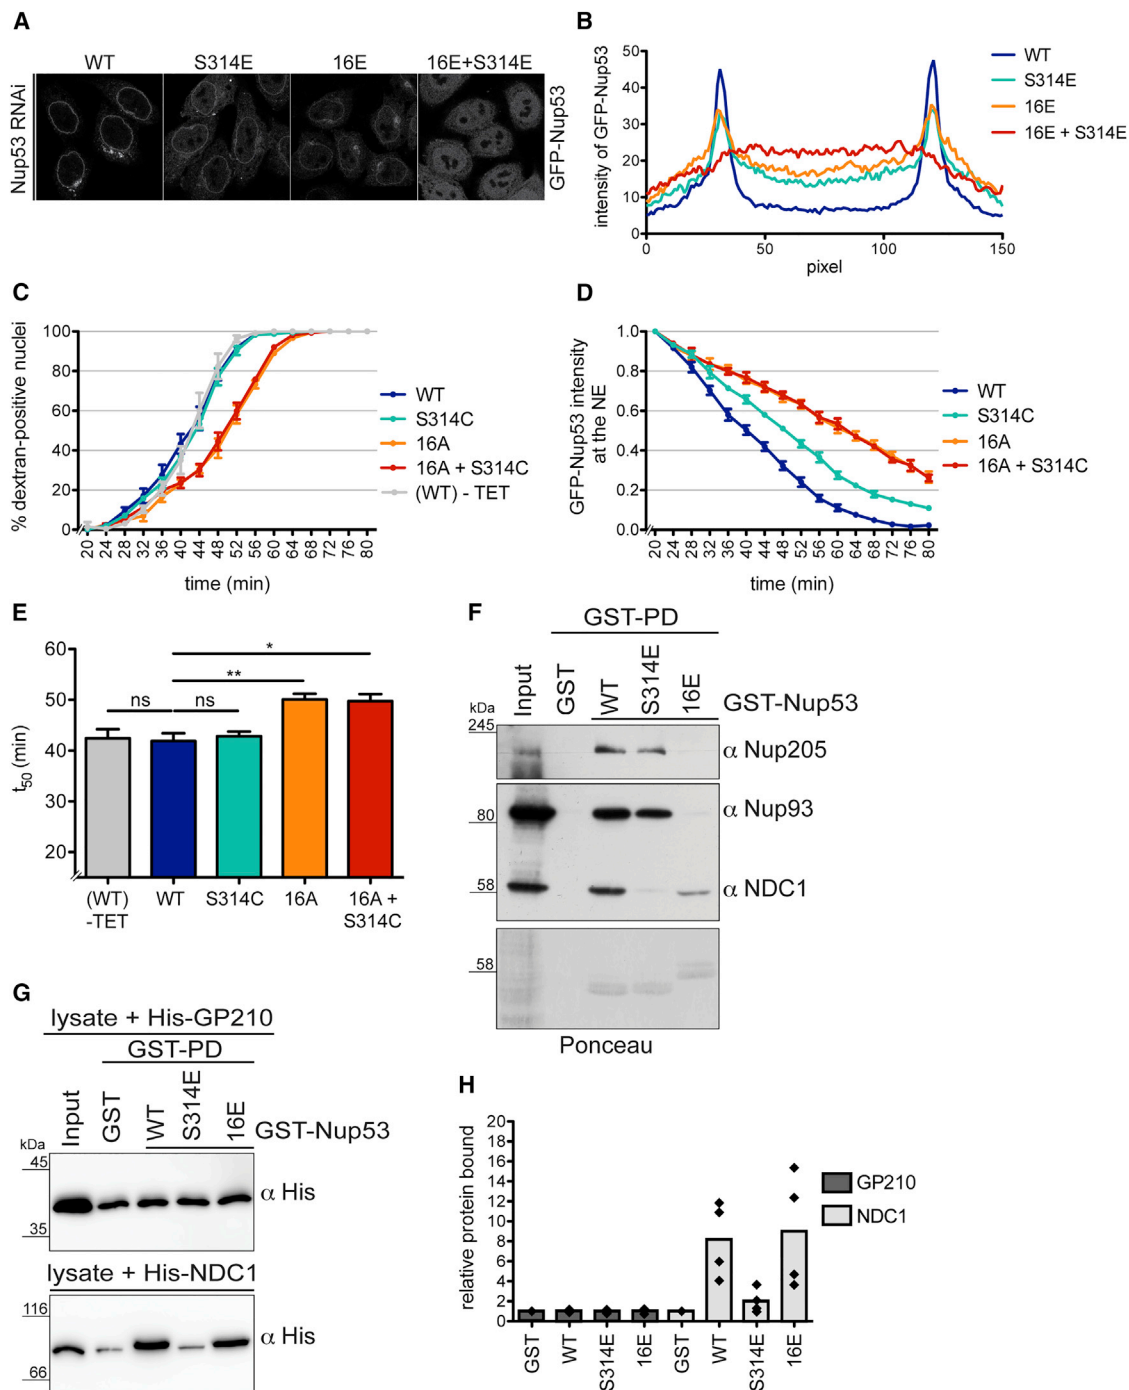 A
WT S314E 16E 16E+S314E
Nup53 RNAi
GFP-Nup53
B
intensity of GFP-Nup53
50
40
30
20
10
0
0 50 100 150
pixel
WT
S314E
16E
16E + S314E
C
% dextran-positive nuclei
100
80
60
40
20
0
20 24 28 32 36 40 44 48 52 56 60 64 68 72 76 80
time (min)
WT
S314C
16A
16A + S314C
(WT) - TET
D
GFP-Nup53 intensity
at the NE
1.0
0.8
0.6
0.4
0.2
0.0
20 24 28 32 36 40 44 48 52 56 60 64 68 72 76 80
time (min)
WT
S314C
16A
16A + S314C
E
t50 (min)
60
50
40
30
20
ns ns ** *
(WT)
-TET
WT S314C 16A 16A +
S314C
F
GST-PD
Input GST WT S314E 16E
GST-Nup53
kDa
245
α Nup205
80
α Nup93
58
α NDC1
58
Ponceau
G
lysate + His-GP210
GST-PD
Input GST WT S314E 16E
GST-Nup53
kDa
45
α His
35
lysate + His-NDC1
116
α His
66
H
relative protein bound
20
18
16
14
12
10
8
6
4
2
0
GST WT S314E 16E GST WT S314E 16E
GP210
NDC1